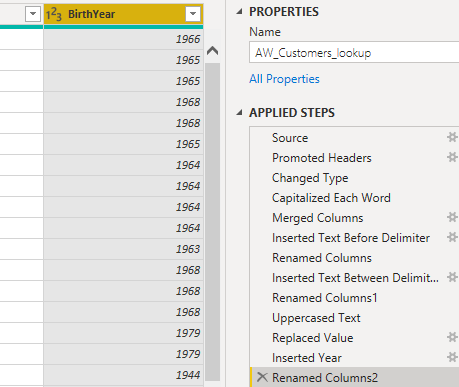 1²3 BirthYear
1966
1965
1965
1968
1968
1965
1964
1964
1964
1963
1968
1968
1968
1979
1979
1944
PROPERTIES
Name
AW_Customers_lookup
All Properties
APPLIED STEPS
Source
Promoted Headers
Changed Type
Capitalized Each Word
Merged Columns
Inserted Text Before Delimiter
Renamed Columns
Inserted Text Between Delimit...
Renamed Columns1
Uppercased Text
Replaced Value
Inserted Year
Renamed Columns2